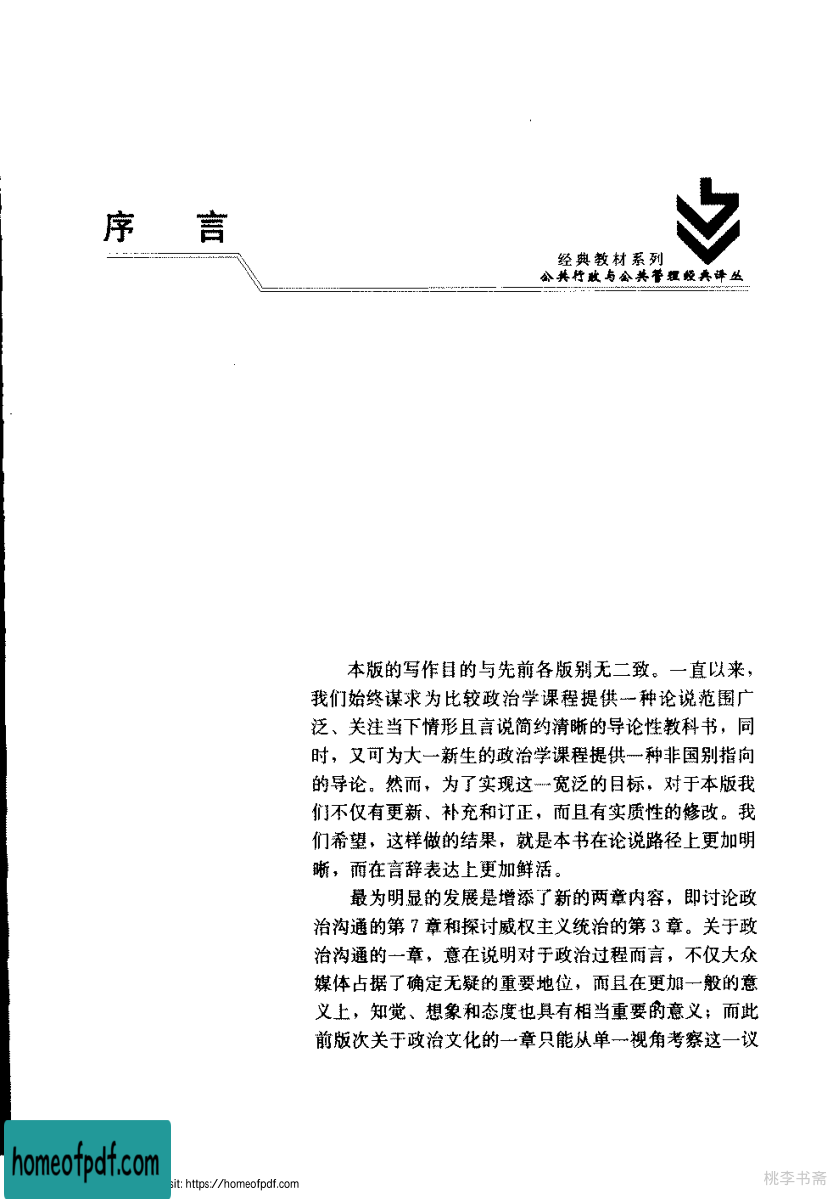 序 言
经典教材系列
公共行政与公共管理经典译丛
本版的写作目的与先前各版别无二致。一直以来，
我们始终谋求为比较政治学课程提供一种论说范围广
泛、关注当下情形且言说简约清晰的导论性教科书，同
时，又可为大一新生的政治学课程提供一种非国别指向
的导论。然而，为了实现这一宽泛的目标，对于本版我
们不仅有更新、补充和订正，而且有实质性的修改。我
们希望，这样做的结果，就是本书在论说路径上更加明
晰，而在言辞表达上更加鲜活。
最为明显的发展是增添了新的两章内容，即讨论政
治沟通的第 7 章和探讨威权主义统治的第 3 章。关于政
治沟通的一章，意在说明对于政治过程而言，不仅大众
媒体占据了确定无疑的重要地位，而且在更加一般的意
义上，知觉、想象和态度也具有相当重要的意义；而此
前版次关于政治文化的一章只能从单一视角考察这一议
homeofpdf.com
sit: https://homeofpdf.com
桃李书斋